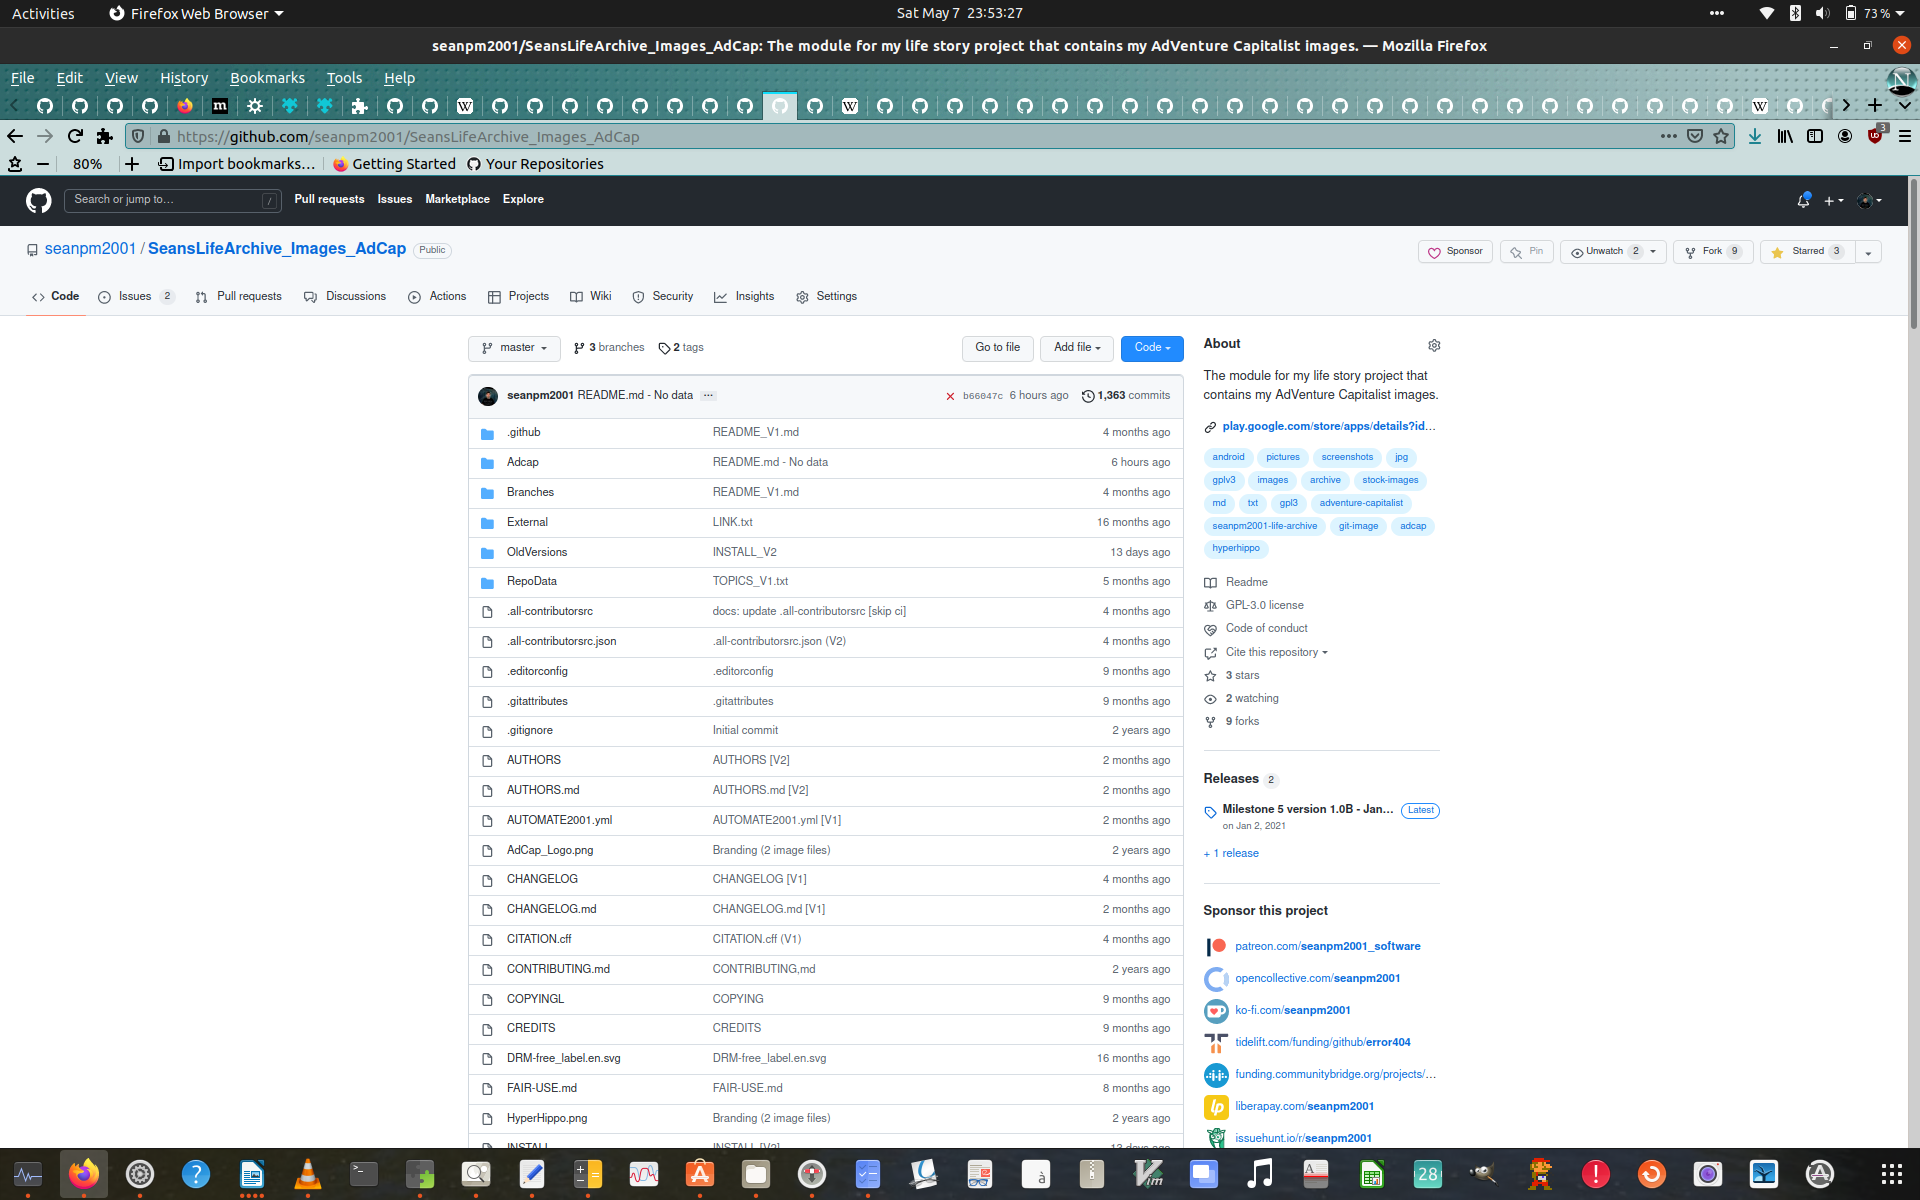 Activities
Firefox Web Browser
Sat May 7 23:53:27
73 %
seanpm2001/SeansLifeArchive_Images_AdCap: The module for my life story project that contains my AdVenture Capitalist images. — Mozilla Firefox
File Edit View History Bookmarks Tools Help
https://github.com/seanpm2001/SeansLifeArchive_Images_AdCap
3
80%
Import bookmarks…
Getting Started
Your Repositories
Search or jump to…
/
Pull requests Issues Marketplace Explore
seanpm2001 / SeansLifeArchive_Images_AdCap
Public
Sponsor
Pin
Unwatch 2
Fork 9
Starred 3
Code
Issues 2
Pull requests
Discussions
Actions
Projects
Wiki
Security
Insights
Settings
master
3 branches
2 tags
Go to file
Add file
Code
seanpm2001 README.md - No data ...
b66047c 6 hours ago
1,363 commits
.github README_V1.md 4 months ago
Adcap README.md - No data 6 hours ago
Branches README_V1.md 4 months ago
External LINK.txt 16 months ago
OldVersions INSTALL_V2 13 days ago
RepoData TOPICS_V1.txt 5 months ago
.all-contributorsrc docs: update .all-contributorsrc [skip ci] 4 months ago
.all-contributorsrc.json .all-contributorsrc.json (V2) 4 months ago
.editorconfig .editorconfig 9 months ago
.gitattributes .gitattributes 9 months ago
.gitignore Initial commit 2 years ago
AUTHORS AUTHORS [V2] 2 months ago
AUTHORS.md AUTHORS.md [V2] 2 months ago
AUTOMATE2001.yml AUTOMATE2001.yml [V1] 2 months ago
AdCap_Logo.png Branding (2 image files) 2 years ago
CHANGELOG CHANGELOG [V1] 4 months ago
CHANGELOG.md CHANGELOG.md [V1] 2 months ago
CITATION.cff CITATION.cff (V1) 4 months ago
CONTRIBUTING.md CONTRIBUTING,md 2 years ago
COPYINGL COPYING 9 months ago
CREDITS CREDITS 9 months ago
DRM-free_label.en.svg DRM-free_label.en.svg 16 months ago
FAIR-USE.md FAIR-USE.md 8 months ago
HyperHippo.png Branding (2 image files) 2 years ago
INSTALL INSTALL [V2] 13 days ago
About
The module for my life story project that
contains my AdVenture Capitalist images.
play.google.com/store/apps/details?id…
android pictures screenshots jpg
gplv3 images archive stock-images
md txt gpl3 adventure-capitalist
seanpm2001-life-archive git-image adcap
hyperhippo
Readme
GPL-3.0 license
Code of conduct
Cite this repository
3 stars
2 watching
9 forks
Releases 2
Milestone 5 version 1.0B - Jan…
Latest
on Jan 2, 2021
+ 1 release
Sponsor this project
patreon.com/seanpm2001_software
opencollective.com/seanpm2001
ko-fi.com/seanpm2001
tidelift.com/funding/github/error404
funding.communitybridge.org/projects/…
liberapay.com/seanpm2001
issuehunt.io/r/seanpm2001
28